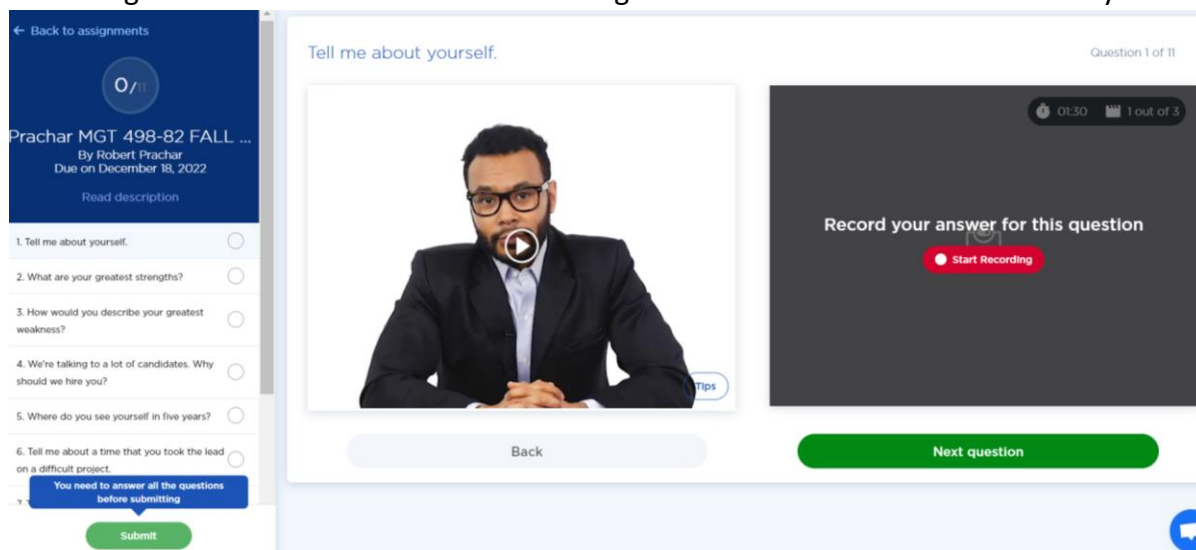 ← Back to assignments
0/11
Prachar MGT 498-82 FALL ...
By Robert Prachar
Due on December 18, 2022
Read description
1. Tell me about yourself.
2. What are your greatest strengths?
3. How would you describe your greatest
weakness?
4. We're talking to a lot of candidates. Why
should we hire you?
5. Where do you see yourself in five years?
6. Tell me about a time that you took the lead
on a difficult project.
You need to answer all the questions
before submitting
Submit
Tell me about yourself.
Question 1 of 11
Tips
01:30
1 out of 3
Record your answer for this question
Start Recording
Back
Next question